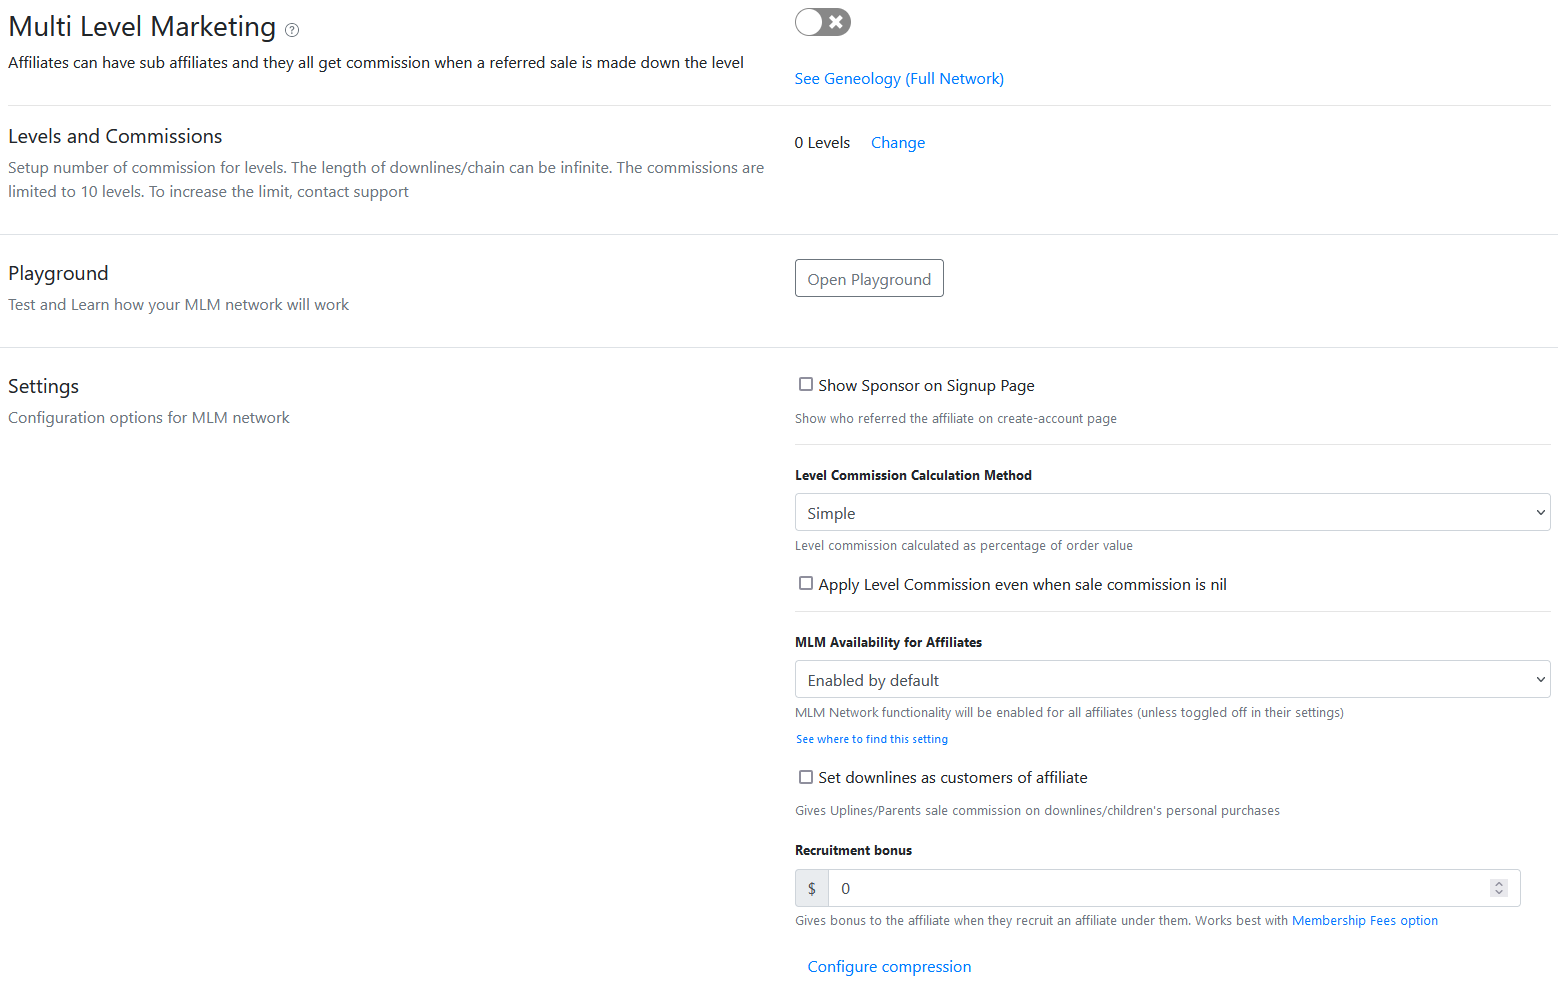 Multi Level Marketing ?
Affiliates can have sub affiliates and they all get commission when a referred sale is made down the level
See Geneology (Full Network)
Levels and Commissions
Setup number of commission for levels. The length of downlines/chain can be infinite. The commissions are
limited to 10 levels. To increase the limit, contact support
0 Levels Change
Playground
Test and Learn how your MLM network will work
Open Playground
Settings
Configuration options for MLM network
Show Sponsor on Signup Page
Show who referred the affiliate on create-account page
Level Commission Calculation Method
Simple
Level commission calculated as percentage of order value
Apply Level Commission even when sale commission is nil
MLM Availability for Affiliates
Enabled by default
MLM Network functionality will be enabled for all affiliates (unless toggled off in their settings)
See where to find this setting
Set downlines as customers of affiliate
Gives Uplines/Parents sale commission on downlines/children's personal purchases
Recruitment bonus
$ 0
Gives bonus to the affiliate when they recruit an affiliate under them. Works best with Membership Fees option
Configure compression